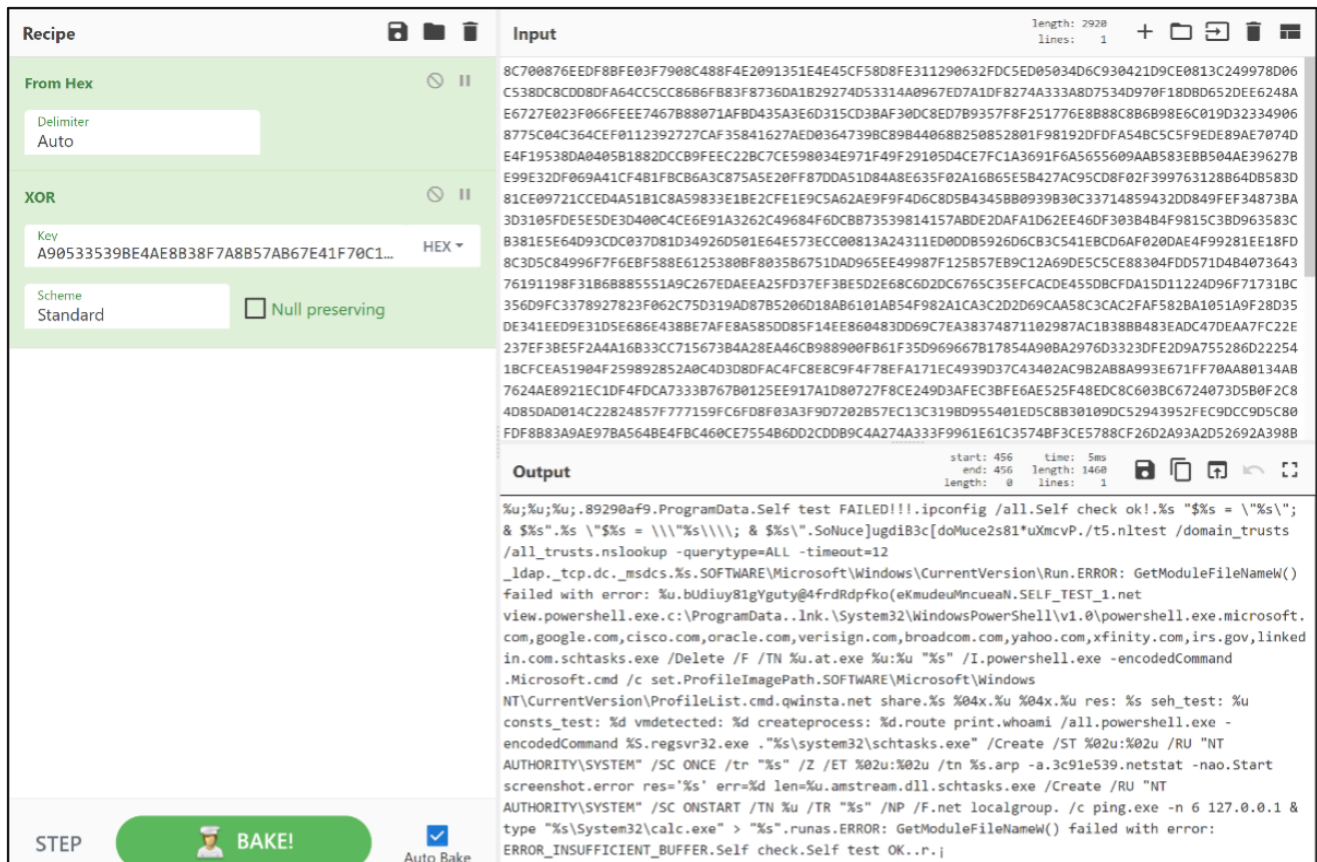 Recipe
From Hex
Delimiter
Auto
XOR
Key
A90533539BE4AE8B38F7A8B57AB67E41F70C1… HEX
Scheme
Standard
Null preserving
STEP
BAKE!
Auto Bake
Input
length: 2920
lines: 1
8C700876EEDF8BFE03F7908C488F4E2091351E4E45CF58D8FE311290632FDC5ED05034D6C930421D9CE0813C249978D06
C538DC8CDD8DFA64CC5CC86B6FB83F8736DA1B29274D53314A0967ED7A1DF8274A333A8D7534D970F18DBD652DEE6248A
E6727E023F066FEEE7467B88071AFBD435A3E6D315CD3BAF30DC8ED7B9357F8F251776E8B88C8B6B98E6C019D32334906
8775C04C364CEF0112392727CAF35841627AED0364739BC89B44068B250852801F98192DFDFA54BC5C5F9EDE89AE7074D
E4F19538DA0405B1882DCCB9FEEC22BC7CE598034E971F49F29105D4CE7FC1A3691F6A5655609AAB583EBB504AE39627B
E99E32DF069A41CF4B1FBCB6A3C875A5E20FF87DDA51D84A8E635F02A16B65E5B427AC95CD8F02F399763128B64DB583D
81CE09721CCED4A51B1C8A59833E1BE2CFE1E9C5A62AE9F9F4D6C8D5B4345BB0939B30C33714859432DD849FEF34873BA
3D3105FDE5E5DE3D400C4CE6E91A3262C49684F6DCBB73539814157ABDE2DAFA1D62EE46DF303B4B4F9815C3BD963583C
B381E5E64D93CDC037D81D34926D501E64E573ECC00813A24311ED0DDB5926D6CB3C541EBCD6AF020DAE4F99281EE18FD
8C3D5C84996F7F6EBF588E6125380BF8035B6751DAD965EE49987F125B57EB9C12A69DE5C5CE88304FDD571D4B4073643
76191198F31B6B885551A9C267EDAEEA25FD37EF3BE5D2E68C6D2DC6765C35EFCACDE455DBCFDA15D11224D96F71731BC
356D9FC3378927823F062C75D319AD87B5206D18AB6101AB54F982A1CA3C2D2D69CAA58C3CAC2FAF582BA1051A9F28D35
DE341EED9E31D5E686E438BE7AFE8A585DD85F14EE860483DD69C7EA38374871102987AC1B38BB483EADC47DEAA7FC22E
237EF3BE5F2A4A16B33CC715673B4A28EA46CB988900FB61F35D969667B17854A90BA2976D3323DFE2D9A755286D22254
1BCFCEA51904F259892852A0C4D3D8DFAC4FC8E8C9F4F78EFA171EC4939D37C43402AC9B2AB8A993E671FF70AA80134AB
7624AE8921EC1DF4FDCA7333B767B0125EE917A1D80727F8CE249D3AFEC3BFE6AE525F48EDC8C603BC6724073D5B0F2C8
4D85DAD014C22824857F777159FC6FD8F03A3F9D7202B57EC13C319BD955401ED5C8B30109DC52943952FEC9DCC9D5C80
FDF8B83A9AE97BA564BE4FBC460CE7554B6DD2CDDB9C4A274A333F9961E61C3574BF3CE5788CF26D2A93A2D52692A398B
Output
start: 456
end: 456
length: 0
time: 5ms
length: 1460
lines: 1
%u;%u;%u;.89290af9.ProgramData.Self test FAILED!!!.ipconfig /all.Self check ok!.%s "$%s = \"%s\";
& $%s".%s \"$%s = \\\"%s\\\\; & $%s\".SoNuce]ugdiB3c[doMuce2s81*uXmcvP./t5.nltest /domain_trusts
/all_trusts.nslookup -querytype=ALL -timeout=12
_ldap._tcp.dc._msdcs.%s.SOFTWARE\Microsoft\Windows\CurrentVersion\Run.ERROR: GetModuleFileNameW()
failed with error: %u.bUdiuy81gYguty@4frdRdpfko(eKmudeuMncueaN.SELF_TEST_1.net
view.powershell.exe.c:\ProgramData..lnk.\System32\WindowsPowerShell\v1.0\powershell.exe.microsoft.
com,google.com,cisco.com,oracle.com,verisign.com,broadcom.com,yahoo.com,xfinity.com,irs.gov,linked
in.com.schtasks.exe /Delete /F /TN %u.at.exe %u:%u "%s" /I.powershell.exe -encodedCommand
.Microsoft.cmd /c set.ProfileImagePath.SOFTWARE\Microsoft\Windows
NT\CurrentVersion\ProfileList.cmd.qwinsta.net share.%s %04x.%u %04x.%u res: %s seh_test: %u
consts_test: %d vmdetected: %d createprocess: %d.route print.whoami /all.powershell.exe -
encodedCommand %S.regsvr32.exe ."%s\system32\schtasks.exe" /Create /ST %02u:%02u /RU "NT
AUTHORITY\SYSTEM" /SC ONCE /tr "%s" /Z /ET %02u:%02u /tn %s.arp -a.3c91e539.netstat -nao.Start
screenshot.error res='%s' err=%d len=%u.amstream.dll.schtasks.exe /Create /RU "NT
AUTHORITY\SYSTEM" /SC ONSTART /TN %u /TR "%s" /NP /F.net localgroup. /c ping.exe -n 6 127.0.0.1 &
type "%s\System32\calc.exe" > "%s".runas.ERROR: GetModuleFileNameW() failed with error:
ERROR_INSUFFICIENT_BUFFER.Self check.Self test OK..r.¡